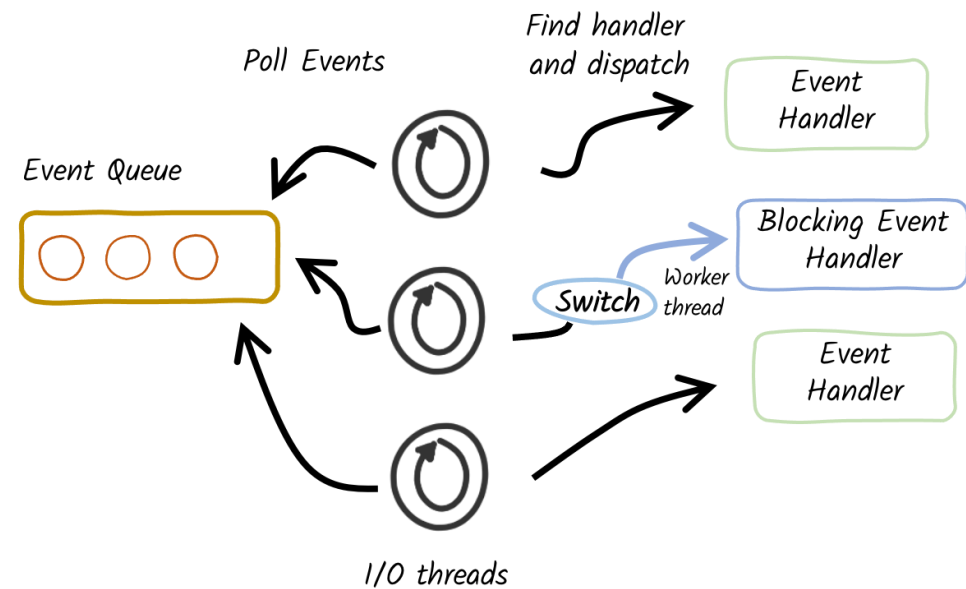 Find handler
and dispatch
Poll Events
Event
Handler
Event Queue
Blocking Event
Handler
Switch
Worker
thread
Event
Handler
I/O threads